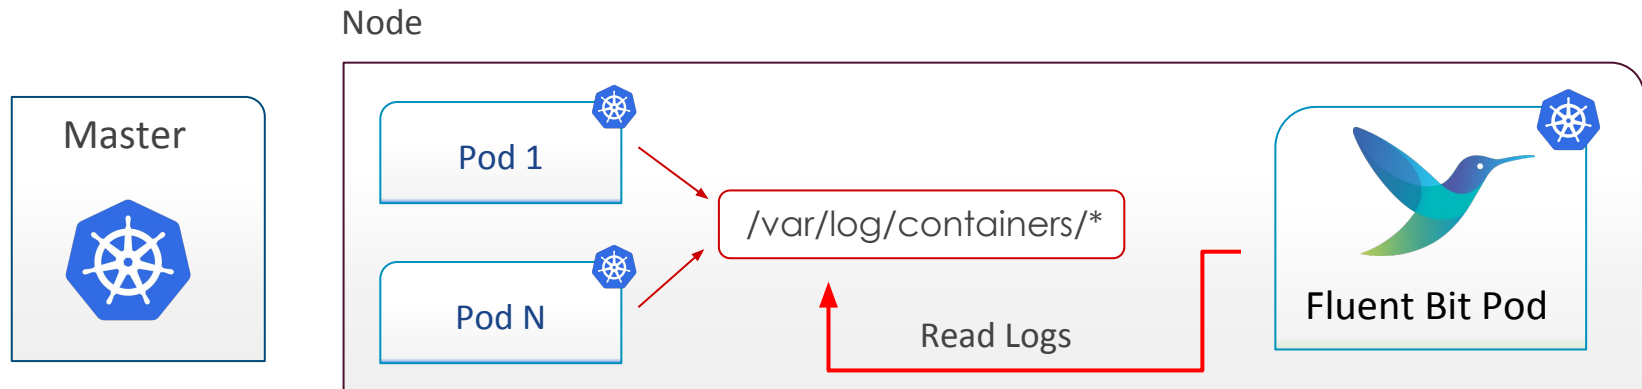 Node
Master
Pod 1
/var/log/containers/*
Pod N
Read Logs
Fluent Bit Pod